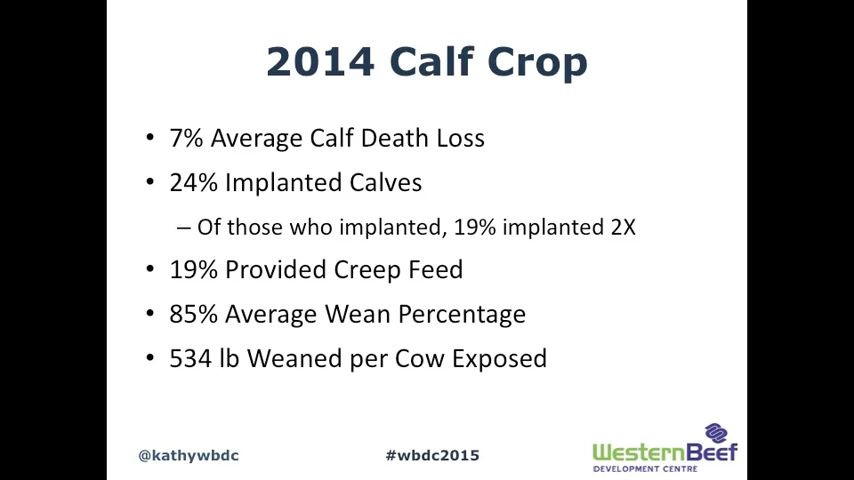 2014 Calf Crop
• 7% Average Calf Death Loss
• 24% Implanted Calves
– Of those who implanted, 19% implanted 2X
• 19% Provided Creep Feed
• 85% Average Wean Percentage
• 534 lb Weaned per Cow Exposed
@kathywbdc
#wbdc2015
WesternBeef
DEVELOPMENT CENTRE